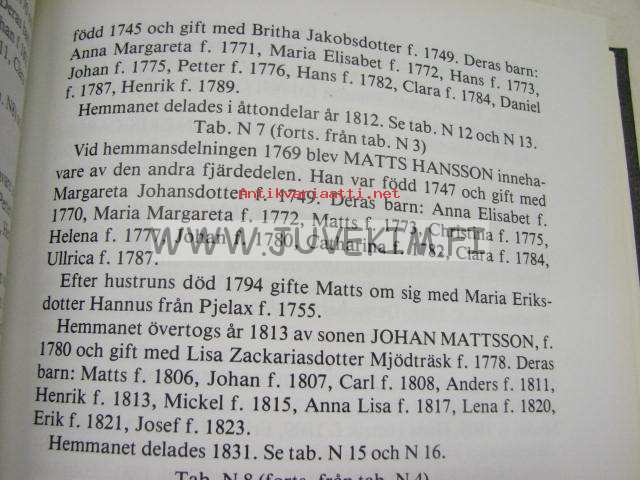 född 1745 och gift med Britha Jakobsdotter f. 1749. Deras barn:
Anna Margareta f. 1771, Maria Elisabet f. 1772, Hans f. 1773,
Johan f. 1775, Petter f. 1776, Hans f. 1782, Clara f. 1784, Daniel
f. 1787, Henrik f. 1789.
Hemmanet delades i åttondelar år 1812. Se tab. N 12 och N 13.
Tab. N 7 (forts. från tab. N 3)
Vid hemmansdelningen 1769 blev MATTS HANSSON inneha-
vare av den andra fjärdedelen. Han var född 1747 och gift med
Antikvariaatti.net
Margareta Johansdotter f. 1749. Deras barn: Anna Elisabet f.
1770, Maria Margareta f. 1772, Matts f. 1773, Christina f. 1775,
Helena f. 1777, Johan f. 1780, Catharina f. 1782, Clara f. 1784,
WWW.JUVEKTM.FI
Ullrica f. 1787.
Efter hustruns död 1794 gifte Matts om sig med Maria Eriks-
dotter Hannus från Pjelax f. 1755.
Hemmanet övertogs år 1813 av sonen JOHAN MATTSSON, f.
1780 och gift med Lisa Zackariasdotter Mjödträsk f. 1778. Deras
barn: Matts f. 1806, Johan f. 1807, Carl f. 1808, Anders f. 1811,
Henrik f. 1813, Mickel f. 1815, Anna Lisa f. 1817, Lena f. 1820,
Erik f. 1821, Josef f. 1823.
Hemmanet delades 1831. Se tab. N 15 och N 16.
Tab. N 8 (forts. från tab. N 4)